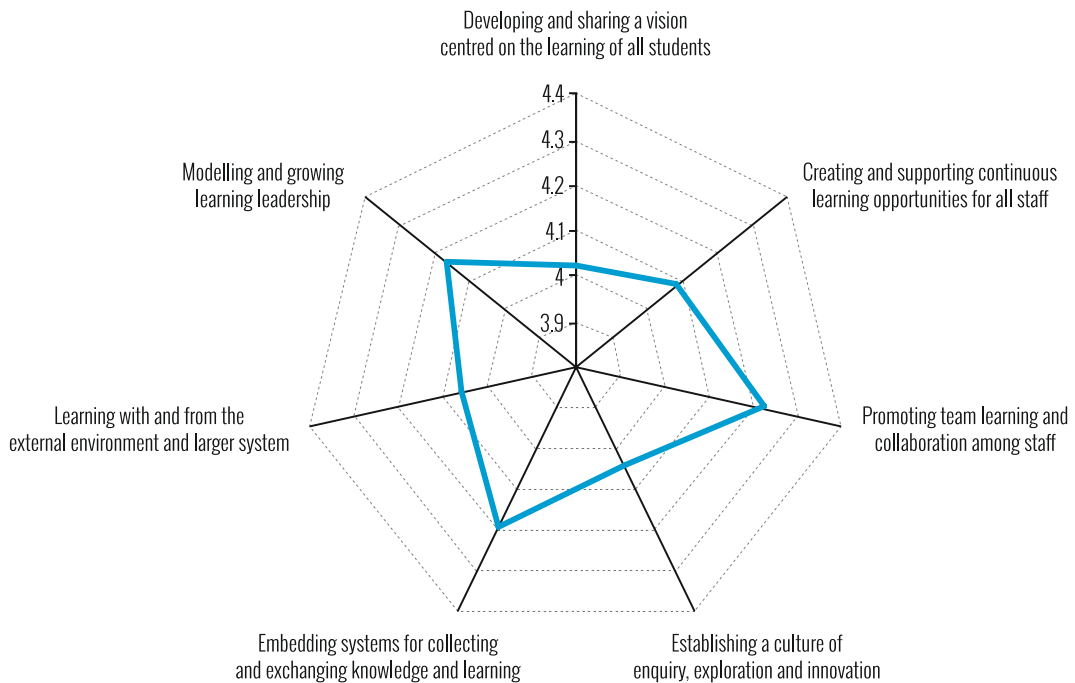 Developing and sharing a vision
centred on the learning of all students
4.4
4.3
4.2
4.1
4
3.9
Modelling and growing
learning leadership
Creating and supporting continuous
learning opportunities for all staff
Learning with and from the
external environment and larger system
Promoting team learning and
collaboration among staff
Embedding systems for collecting
and exchanging knowledge and learning
Establishing a culture of
enquiry, exploration and innovation